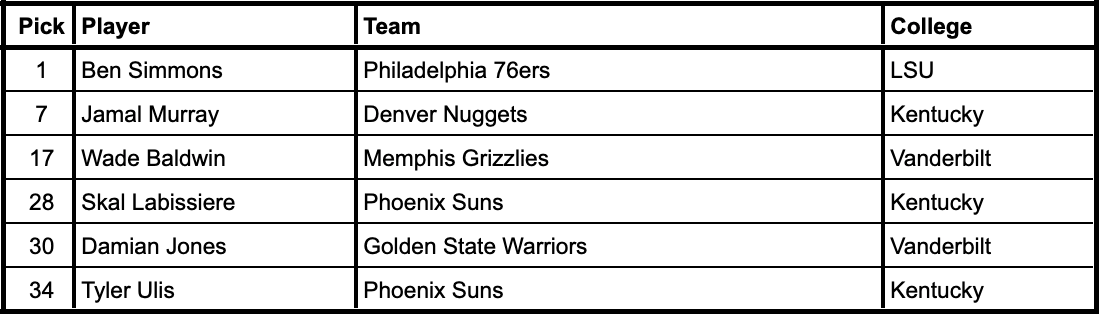 Pick Player Team College
1 Ben Simmons Philadelphia 76ers LSU
7 Jamal Murray Denver Nuggets Kentucky
17 Wade Baldwin Memphis Grizzlies Vanderbilt
28 Skal Labissiere Phoenix Suns Kentucky
30 Damian Jones Golden State Warriors Vanderbilt
34 Tyler Ulis Phoenix Suns Kentucky